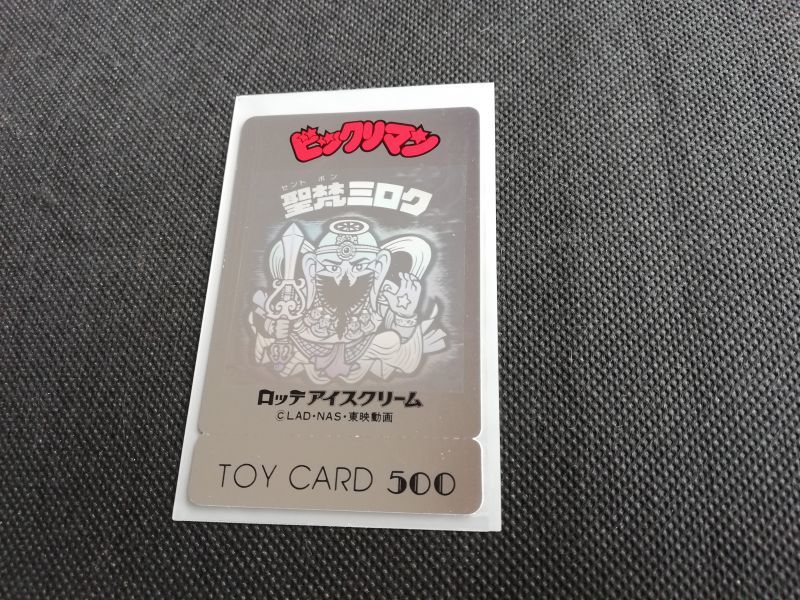 ビックリマン
セント ボン
聖梵ミロク
ロッテアイスクリーム
©LAD・NAS・東映動画
TOY CARD 500